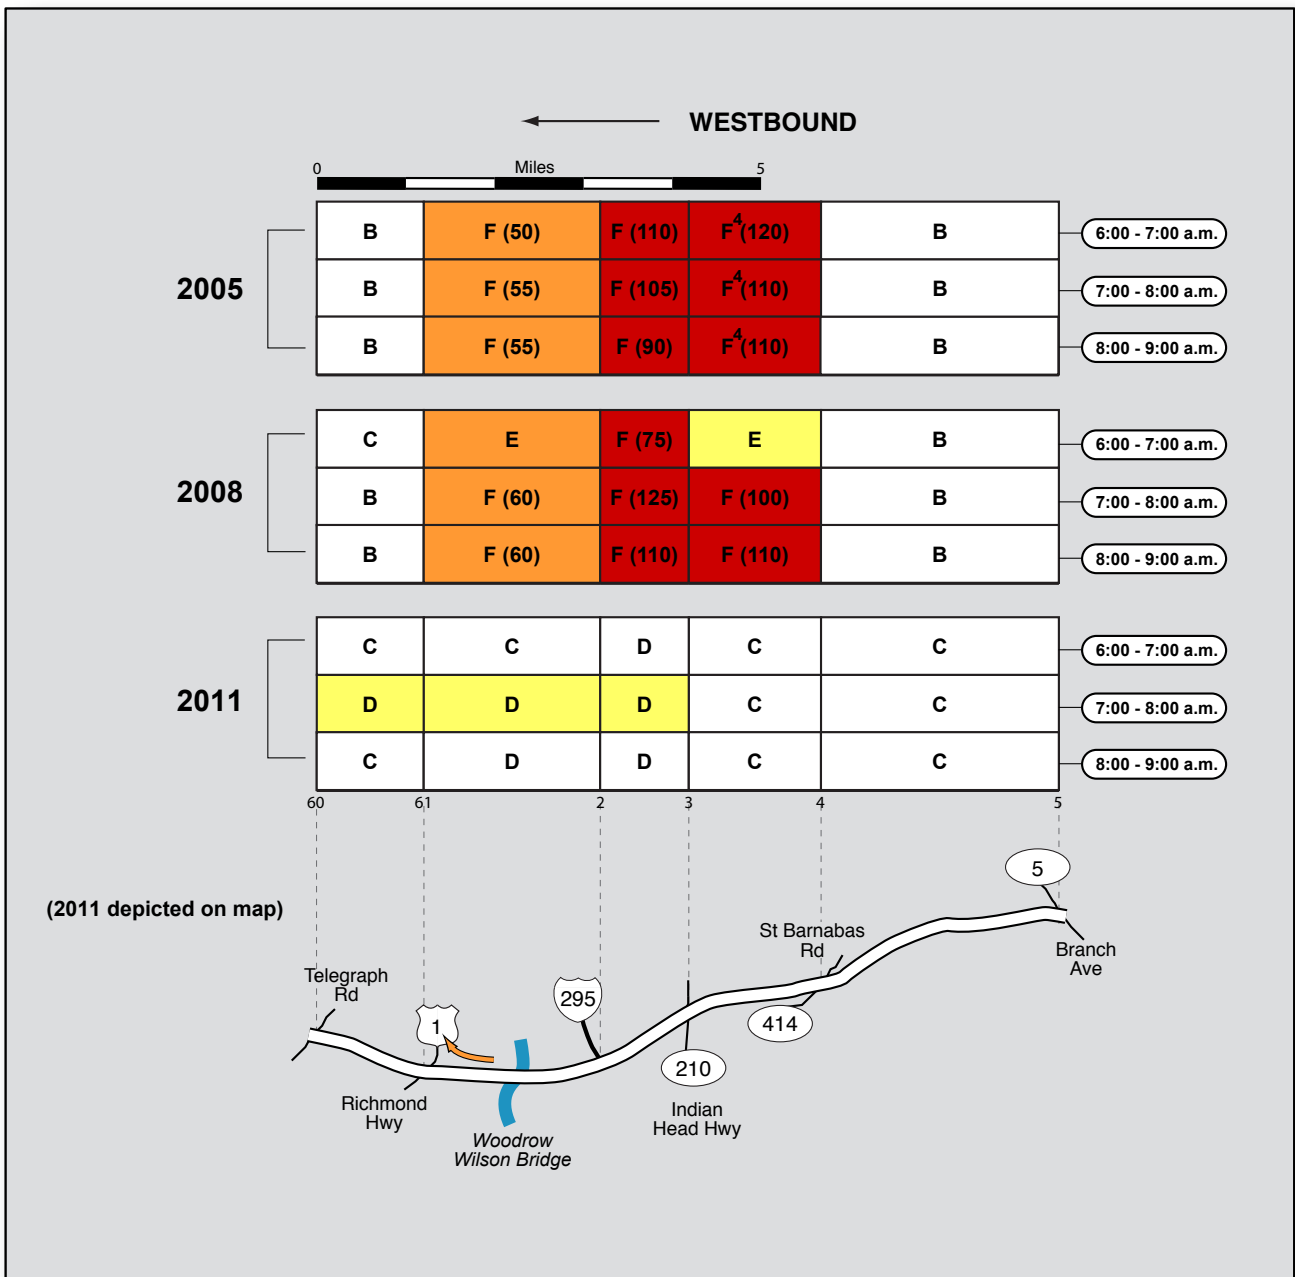 WESTBOUND
0 Miles 5
2005
B F (50) F (110) F4(120) B 6:00 - 7:00 a.m.
B F (55) F (105) F4(110) B 7:00 - 8:00 a.m.
B F (55) F (90) F4(110) B 8:00 - 9:00 a.m.
2008
C E F (75) E B 6:00 - 7:00 a.m.
B F (60) F (125) F (100) B 7:00 - 8:00 a.m.
B F (60) F (110) F (110) B 8:00 - 9:00 a.m.
2011
C C D C C 6:00 - 7:00 a.m.
D D D C C 7:00 - 8:00 a.m.
C D D C C 8:00 - 9:00 a.m.
60 61 2 3 4 5
(2011 depicted on map)
5
Branch
Ave
St Barnabas
Rd
414
Telegraph
Rd
295
1
210
Indian
Head Hwy
Richmond
Hwy
Woodrow
Wilson Bridge